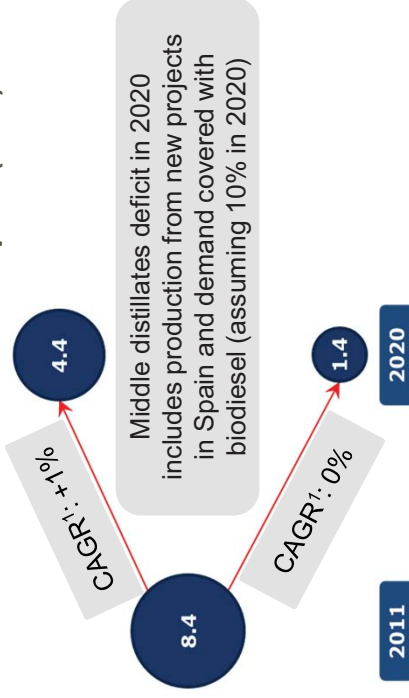 4.4
CAGR¹: +1%
Middle distillates deficit in 2020
includes production from new projects
in Spain and demand covered with
biodiesel (assuming 10% in 2020)
8.4
CAGR¹: 0%
1.4
2011
2020